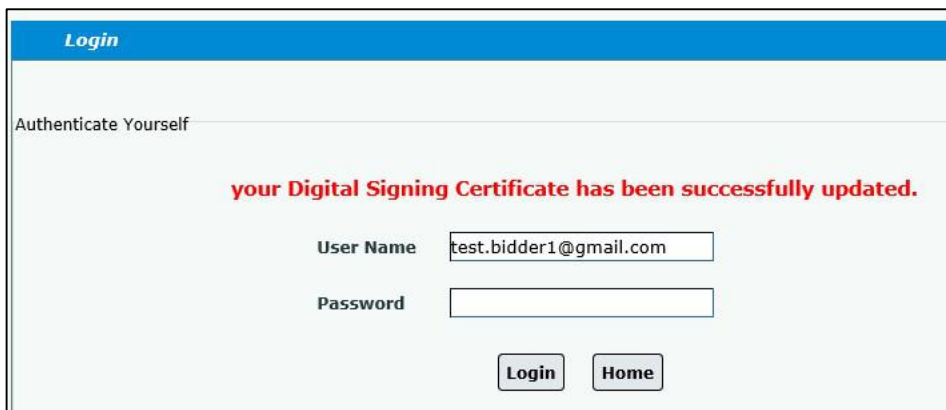 Login
Authenticate Yourself
your Digital Signing Certificate has been successfully updated.
User Name test.bidder1@gmail.com
Password
Login Home